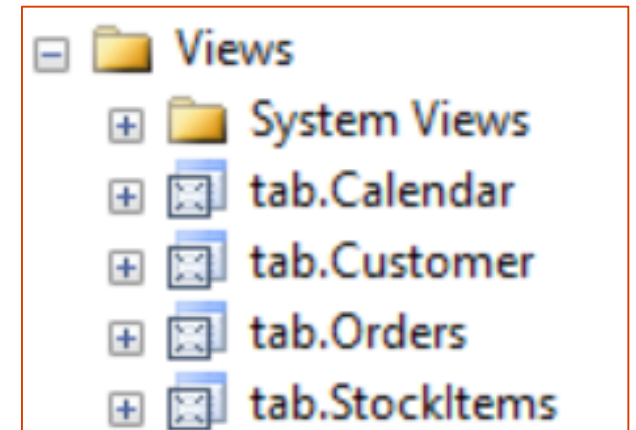 Views
System Views
tab.Calendar
tab.Customer
tab.Orders
tab.StockItems